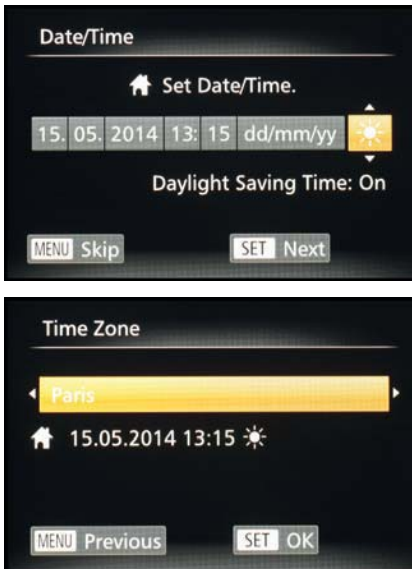 Date/Time
Set Date/Time.
15. 05. 2014 13: 15 dd/mm/yy
Daylight Saving Time: On
MENU Skip SET Next
Time Zone
Paris
15.05.2014 13:15
MENU Previous SET OK